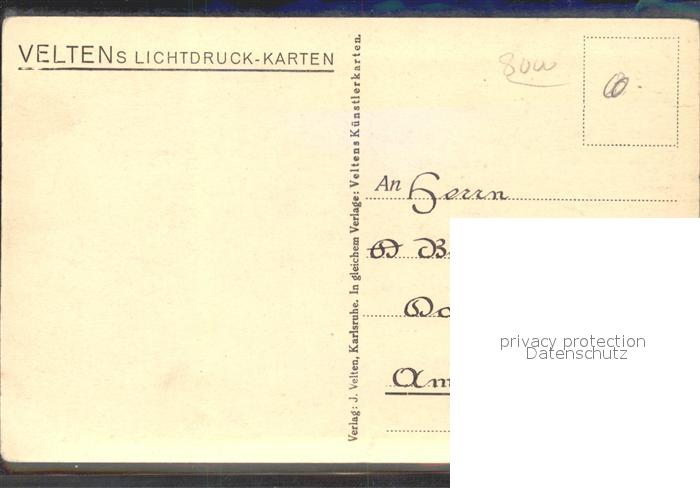 VELTENS LICHTDRUCK-KARTEN
Verlag: J. Velten, Karlsruhe. In gleichem Verlage: Veltens Künstlerkarten.
An Herrn
privacy protection
Datenschutz